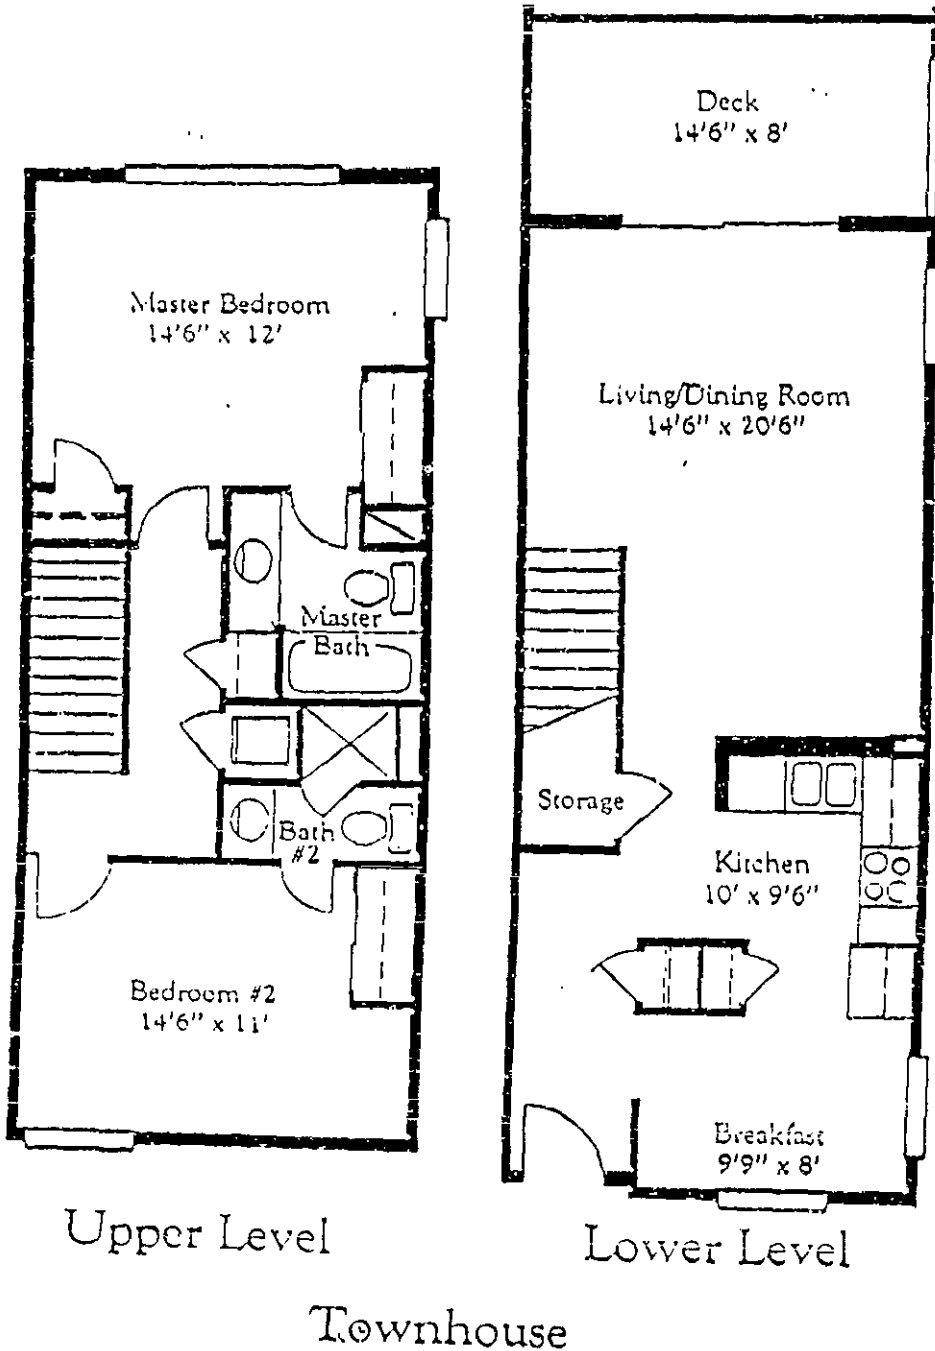 Deck
14'6" x 8'
Master Bedroom
14'6" x 12'
Living/Dining Room
14'6" x 20'6"
Master
Bath
Storage
Bath
#2
Kitchen
10' x 9'6"
Bedroom #2
14'6" x 11'
Breakfast
9'9" x 8'
Upper Level
Lower Level
Townhouse